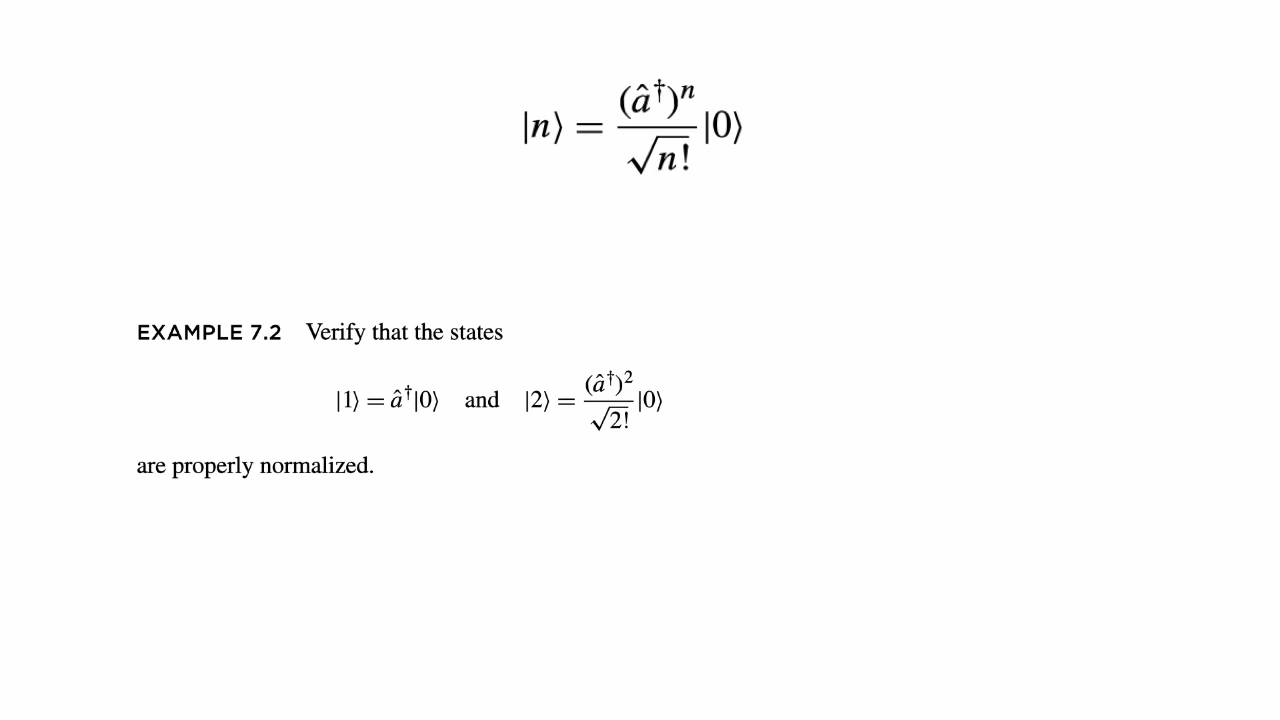 |n⟩ = (â†)ⁿ / √n! |0⟩
EXAMPLE 7.2 Verify that the states
|1⟩ = â†|0⟩ and |2⟩ = (â†)² / √2! |0⟩
are properly normalized.